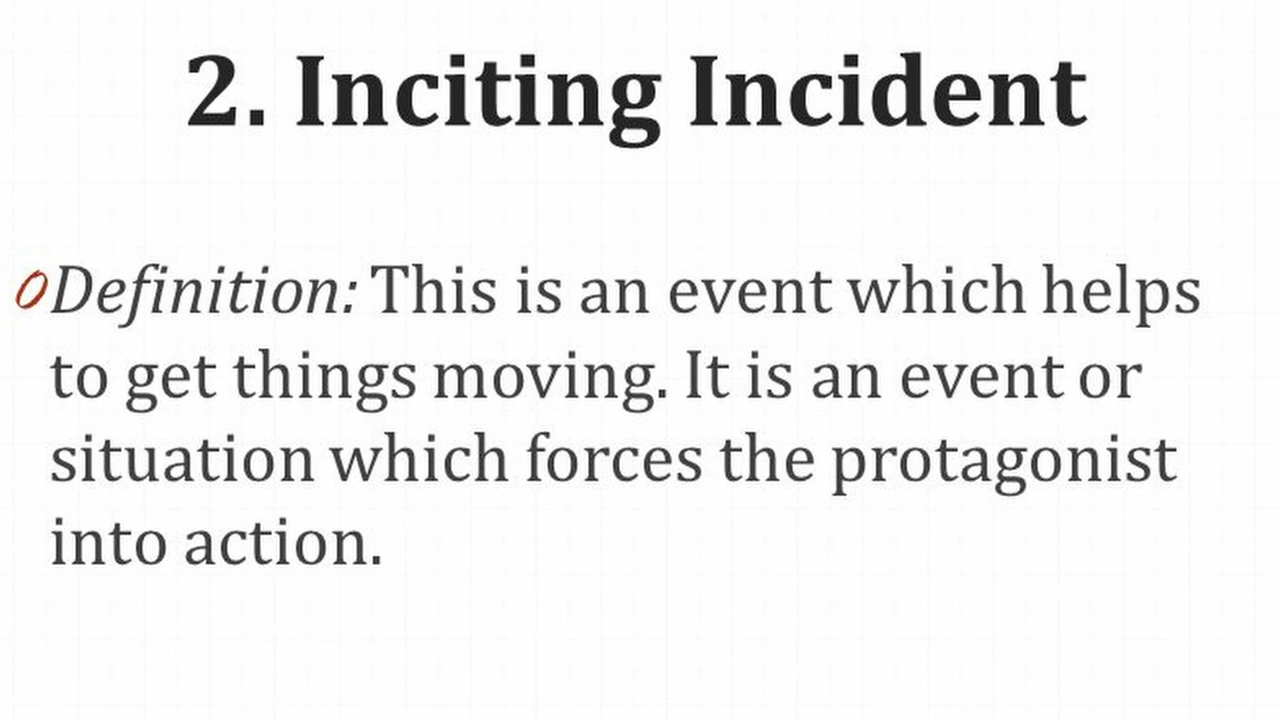 2. Inciting Incident
Definition: This is an event which helps
to get things moving. It is an event or
situation which forces the protagonist
into action.